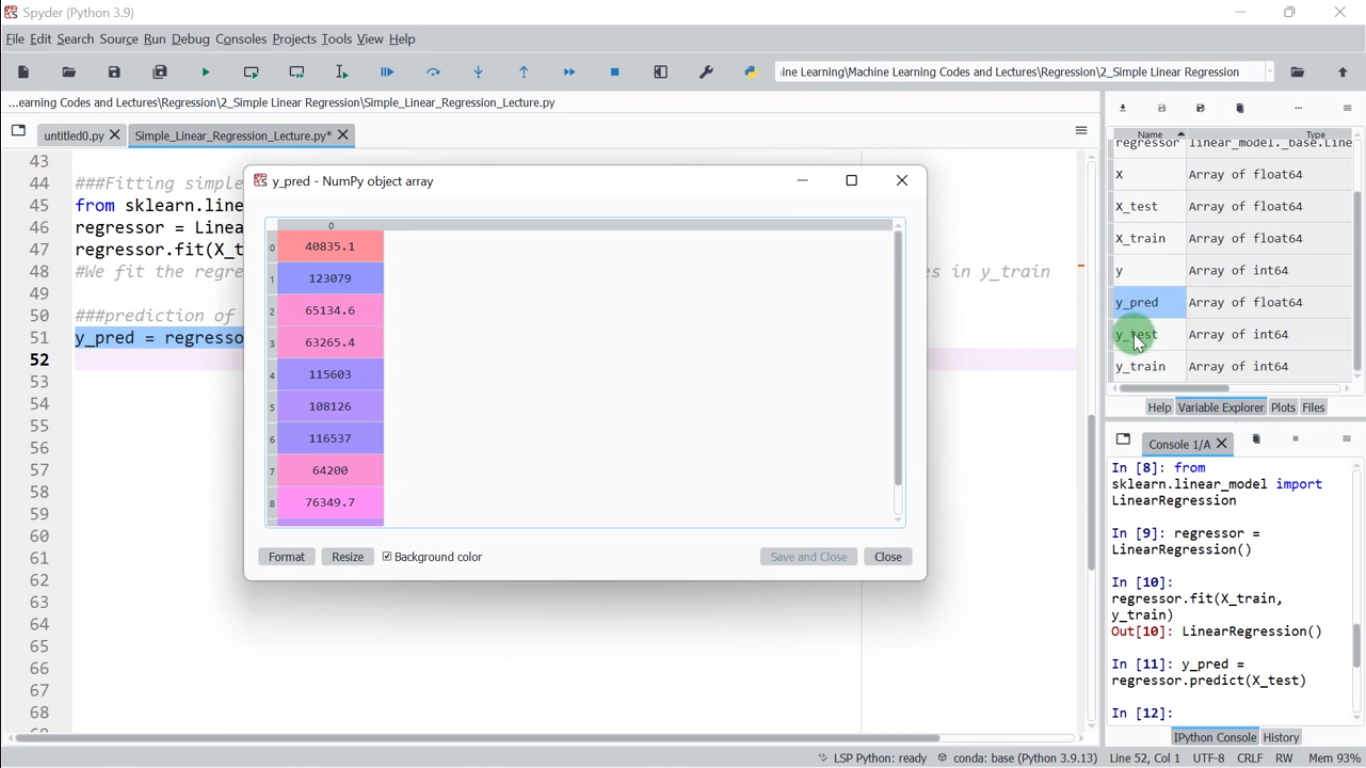 Spyder (Python 3.9)
File Edit Search Source Run Debug Consoles Projects Tools View Help
ine Learning\Machine Learning Codes and Lectures\Regression\2_Simple Linear Regression
...earning Codes and Lectures\Regression\2_Simple Linear Regression\Simple_Linear_Regression_Lecture.py
untitled0.py
Simple_Linear_Regression_Lecture.py*
43
44 ###Fitting simple
45 from sklearn.line
46 regressor = Linea
47 regressor.fit(X_t
48 #We fit the regre es in y_train
49
50 ###prediction of
51 y_pred = regresso
52
53
54
55
56
57
58
59
60
61
62
63
64
65
66
67
68
y_pred - NumPy object array
0
0 40835.1
1 123079
2 65134.6
3 63265.4
4 115603
5 108126
6 116537
7 64200
8 76349.7
Format Resize Background color Save and Close Close
Name Type
regressor linear_model._base.Line
X Array of float64
X_test Array of float64
X_train Array of float64
y Array of int64
y_pred Array of float64
y_test Array of int64
y_train Array of int64
Help Variable Explorer Plots Files
Console 1/A
In [8]: from
sklearn.linear_model import
LinearRegression
In [9]: regressor =
LinearRegression()
In [10]:
regressor.fit(X_train,
y_train)
Out[10]: LinearRegression()
In [11]: y_pred =
regressor.predict(X_test)
In [12]:
IPython Console History
LSP Python: ready conda: base (Python 3.9.13) Line 52, Col 1 UTF-8 CRLF RW Mem 93%